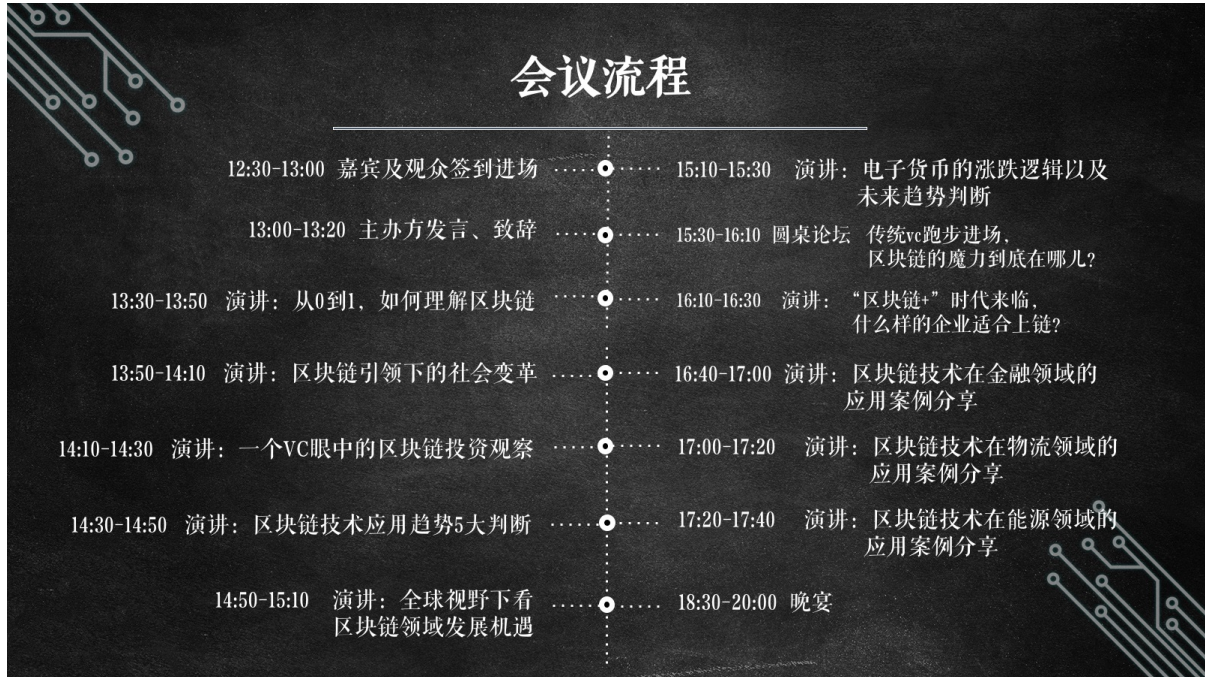 会议流程
12:30-13:00 嘉宾及观众签到进场
13:00-13:20 主办方发言、致辞
13:30-13:50 演讲：从0到1，如何理解区块链
13:50-14:10 演讲：区块链引领下的社会变革
14:10-14:30 演讲：一个VC眼中的区块链投资观察
14:30-14:50 演讲：区块链技术应用趋势5大判断
14:50-15:10 演讲：全球视野下看
区块链领域发展机遇
15:10-15:30 演讲：电子货币的涨跌逻辑以及
未来趋势判断
15:30-16:10 圆桌论坛 传统vc跑步进场，
区块链的魔力到底在哪儿?
16:10-16:30 演讲：“区块链+”时代来临，
什么样的企业适合上链?
16:40-17:00 演讲：区块链技术在金融领域的
应用案例分享
17:00-17:20 演讲：区块链技术在物流领域的
应用案例分享
17:20-17:40 演讲：区块链技术在能源领域的
应用案例分享
18:30-20:00 晚宴